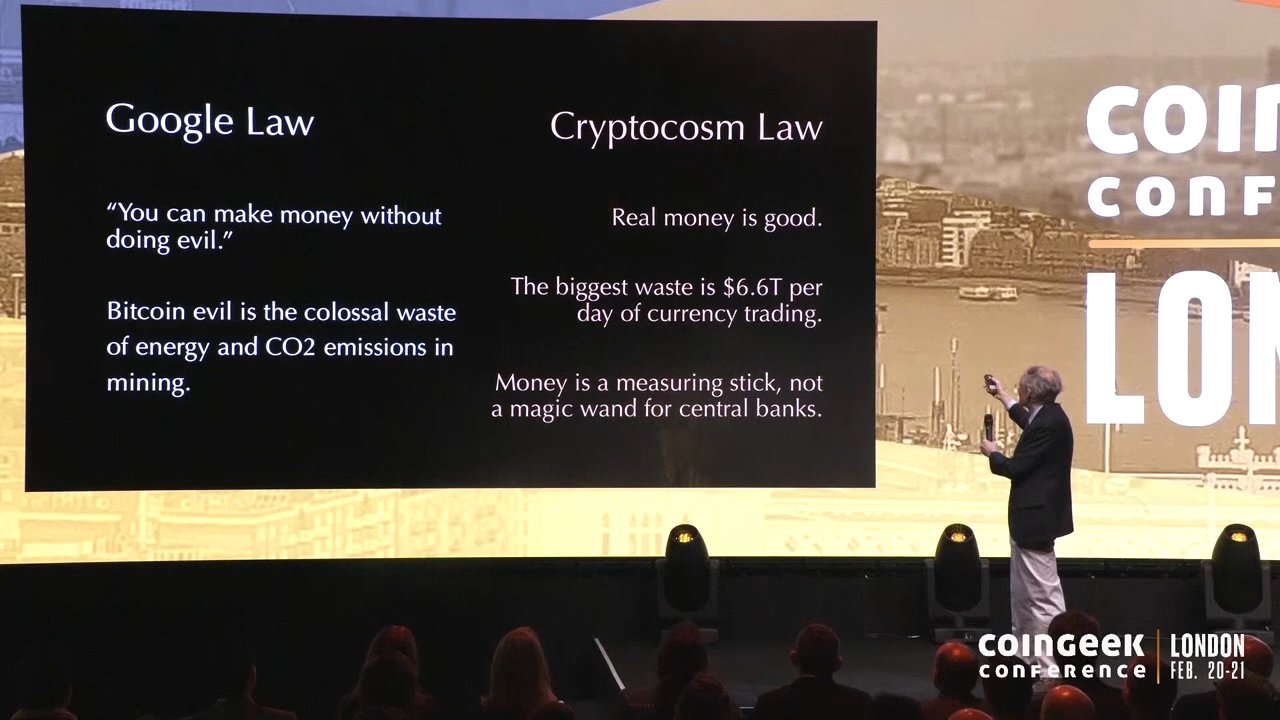 Google Law
“You can make money without
doing evil.”
Bitcoin evil is the colossal waste
of energy and CO2 emissions in
mining.
Cryptocosm Law
Real money is good.
The biggest waste is $6.6T per
day of currency trading.
Money is a measuring stick, not
a magic wand for central banks.
COIN
CONF
LON
COINGEEK
CONFERENCE
LONDON
FEB. 20-21